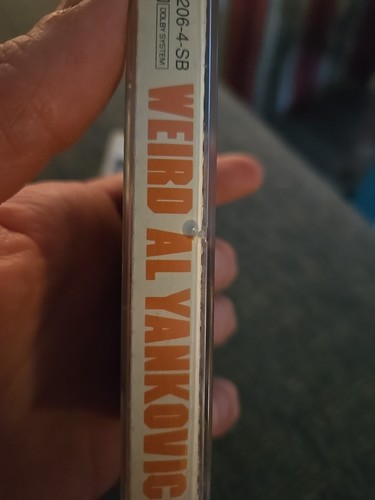 206-4-SB
DOLBY SYSTEM
WEIRD AL YANKOVIC